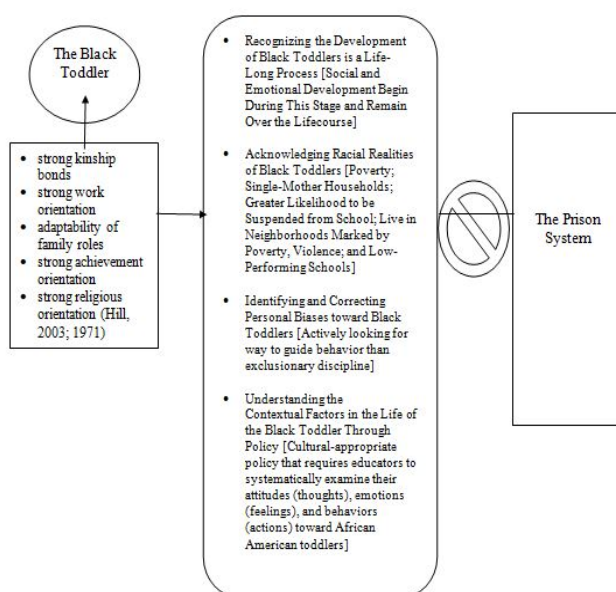 The Black
Toddler
• strong kinship
bonds
• strong work
orientation
• adaptability of
family roles
• strong achievement
orientation
• strong religious
orientation (Hill,
2003; 1971)
• Recognizing the Development
of Black Toddlers is a Life-
Long Process [Social and
Emotional Development Begin
During This Stage and Remain
Over the Lifecourse]
• Acknowledging Racial Realities
of Black Toddlers [Poverty;
Single-Mother Households;
Greater Likelihood to be
Suspended from School; Live in
Neighborhoods Marked by
Poverty, Violence; and Low-
Performing Schools]
• Identifying and Correcting
Personal Biases toward Black
Toddlers [Actively looking for
way to guide behavior than
exclusionary discipline]
• Understanding the
Contextual Factors in the Life of
the Black Toddler Through
Policy [Cultural-appropriate
policy that requires educators to
systematically examine their
attitudes (thoughts), emotions
(feelings), and behaviors
(actions) toward African
American toddlers]
The Prison
System